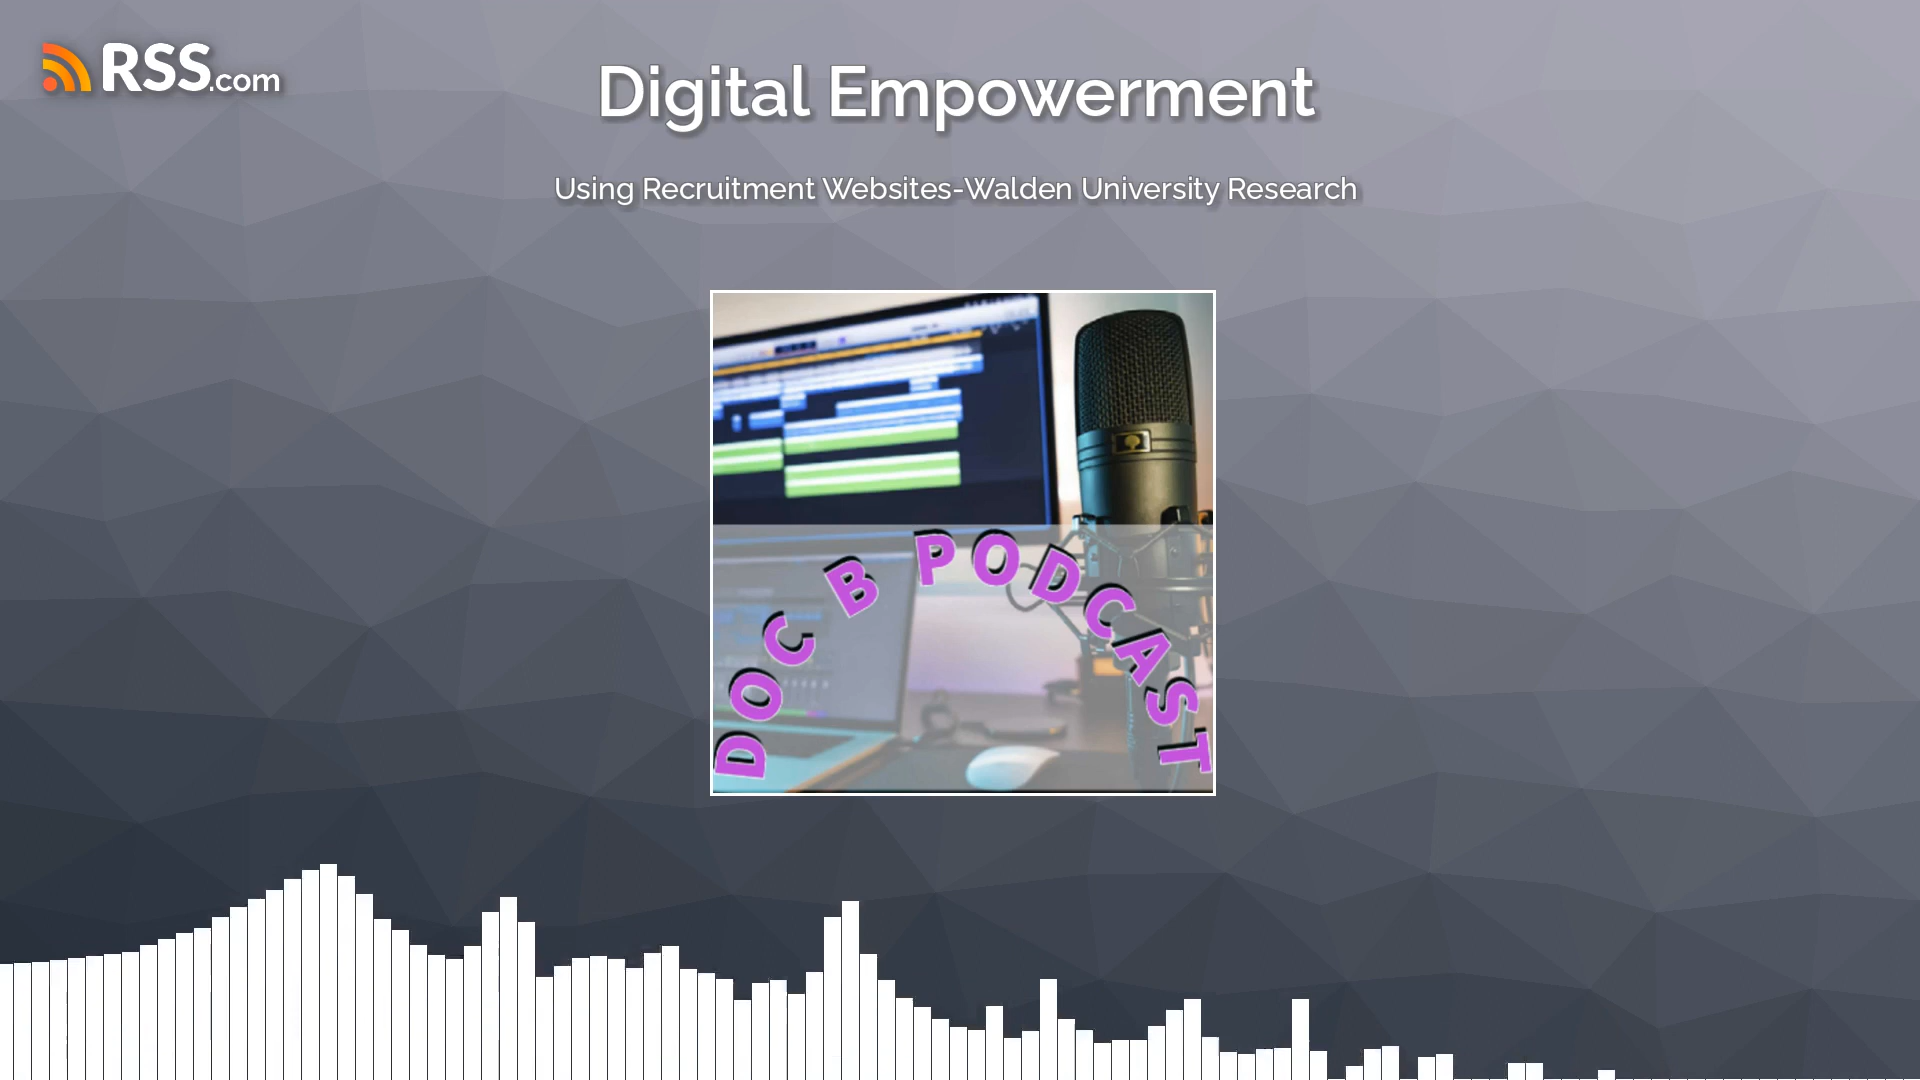 RSS.com
Digital Empowerment
Using Recruitment Websites-Walden University Research
DOC B PODCAST